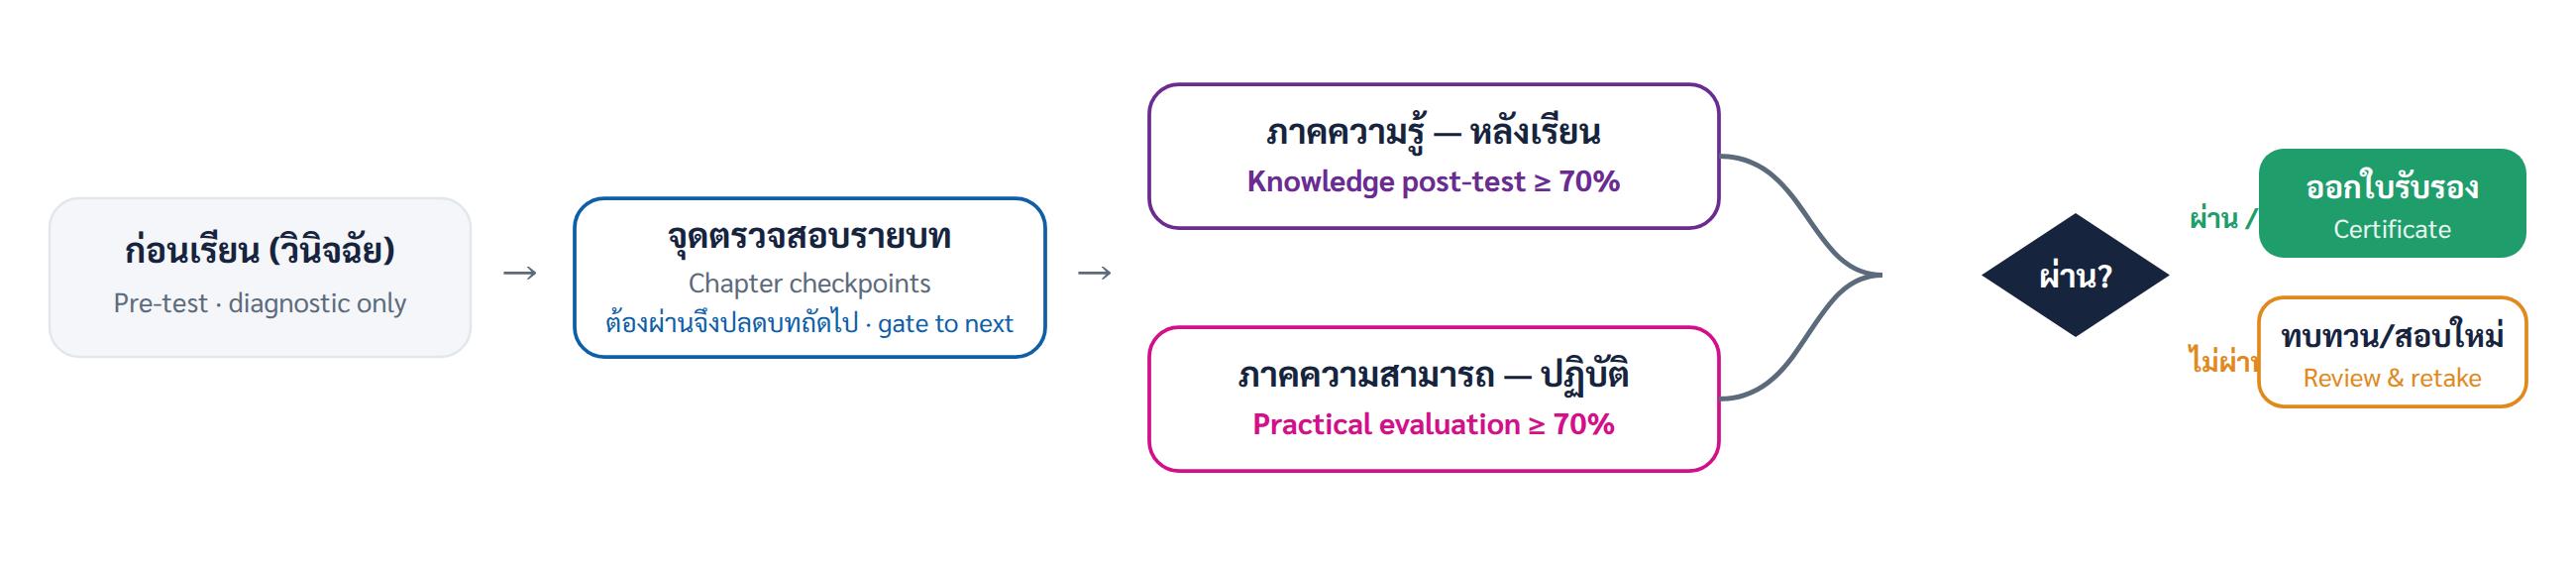 ก่อนเรียน (วินิจฉัย)
Pre-test · diagnostic only
→
จุดตรวจสอบรายบท
Chapter checkpoints
ต้องผ่านจึงปลดบทถัดไป · gate to next
→
ภาคความรู้ — หลังเรียน
Knowledge post-test ≥ 70%
ภาคความสามารถ — ปฏิบัติ
Practical evaluation ≥ 70%
ผ่าน?
ผ่าน /
ออกใบรับรอง
Certificate
ทบทวน/สอบใหม่
Review & retake